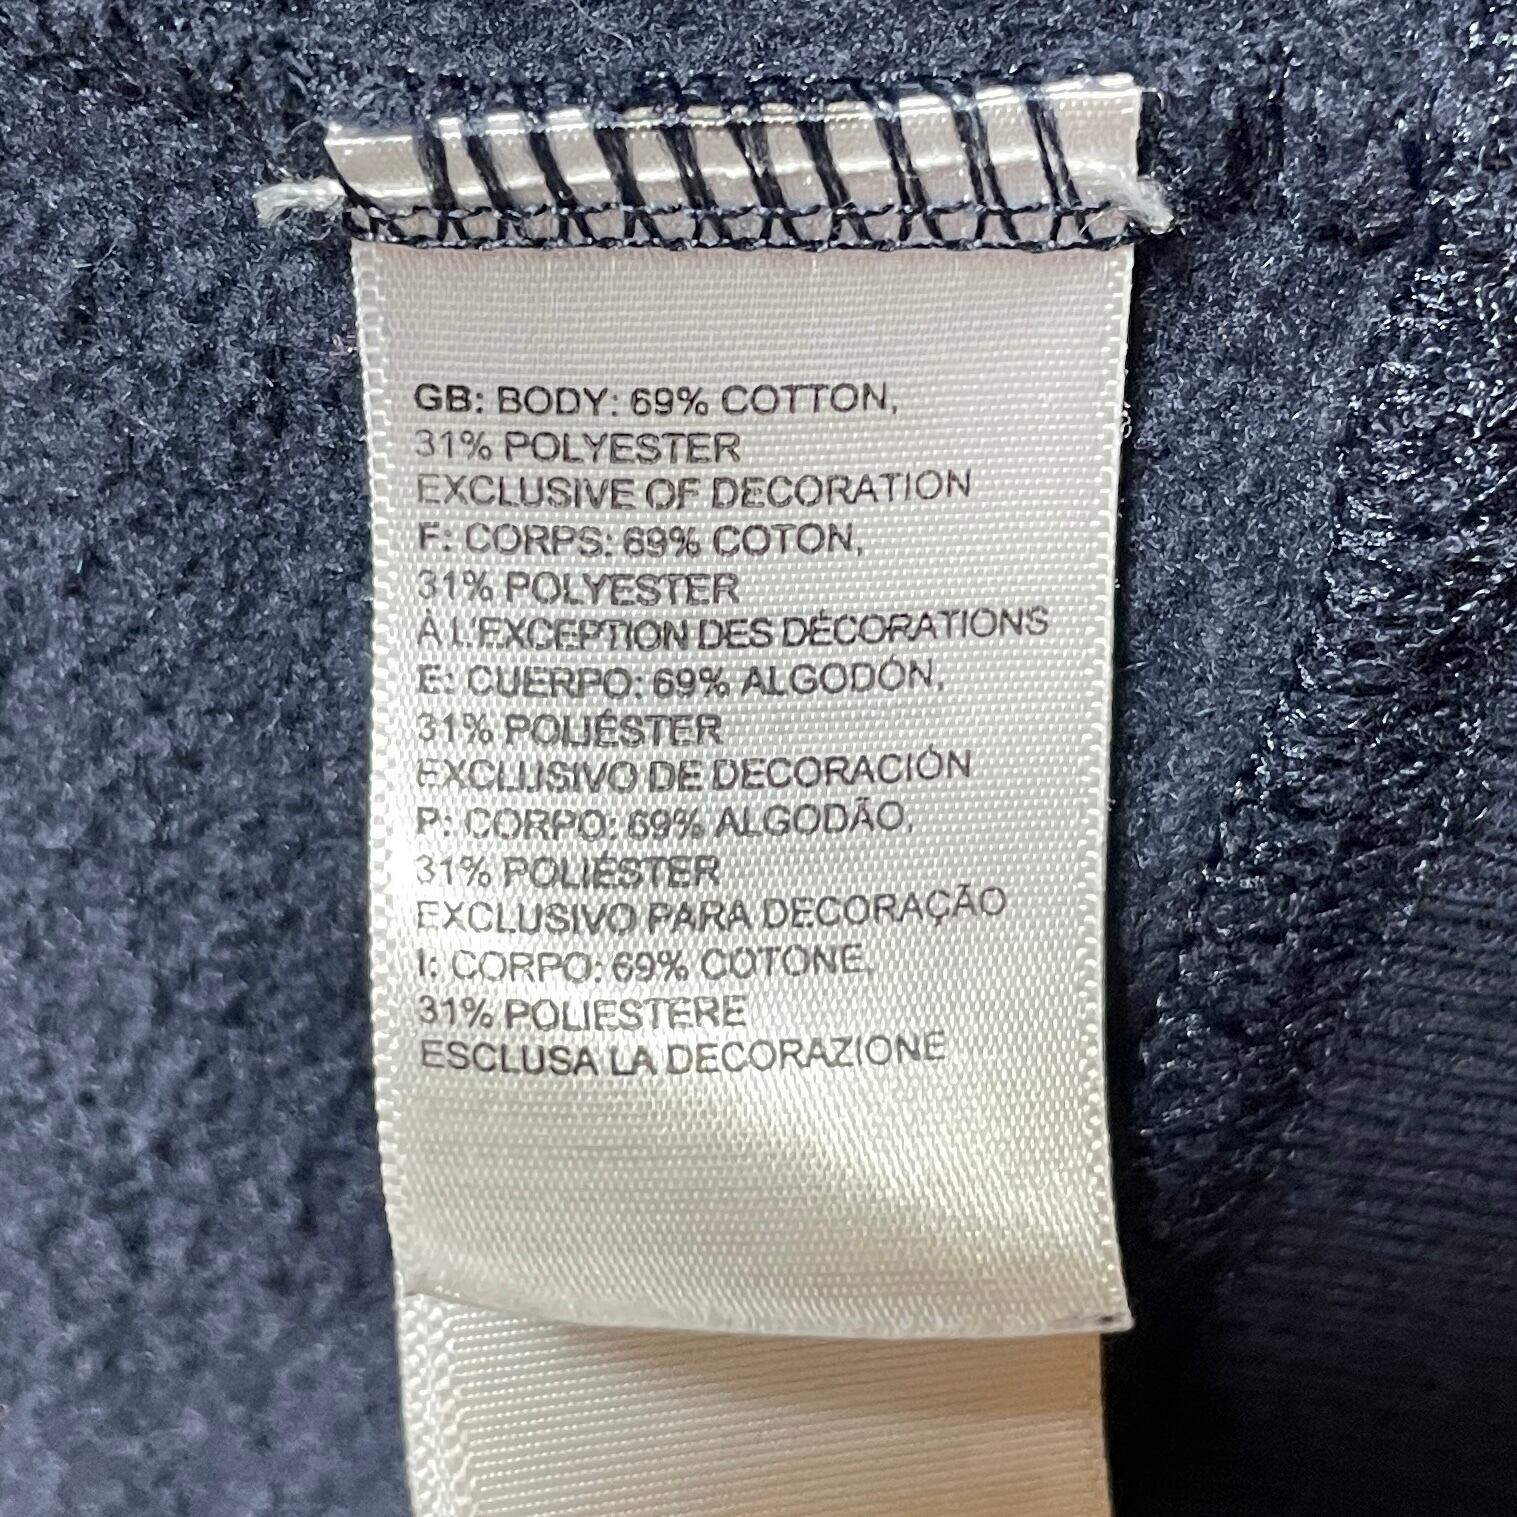 GB: BODY: 69% COTTON,
31% POLYESTER
EXCLUSIVE OF DECORATION
F: CORPS: 69% COTON,
31% POLYESTER
À L'EXCEPTION DES DÉCORATIONS
E: CUERPO: 69% ALGODÓN,
31% POLIÉSTER
EXCLUSIVO DE DECORACIÓN
P: CORPO: 69% ALGODÃO,
31% POLIÉSTER
EXCLUSIVO PARA DECORAÇÃO
I: CORPO: 69% COTONE,
31% POLIESTERE
ESCLUSA LA DECORAZIONE